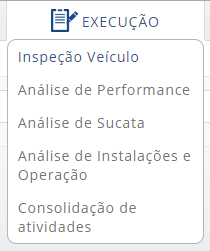 EXECUÇÃO
Inspeção Veículo
Análise de Performance
Análise de Sucata
Análise de Instalações e
Operação
Consolidação de
atividades